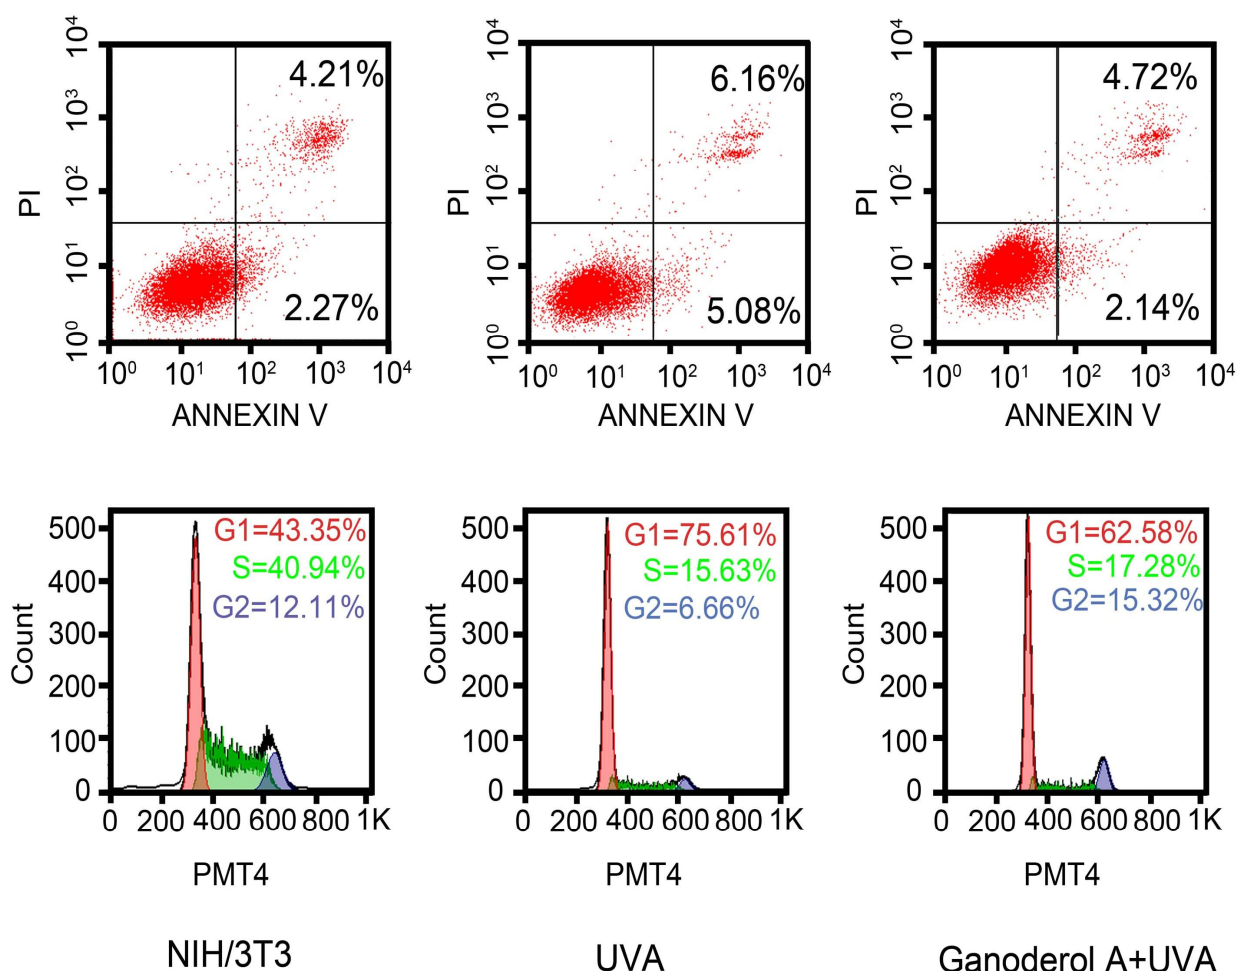 10⁴
10³
10²
10¹
10⁰
PI
4.21%
2.27%
10⁰ 10¹ 10² 10³ 10⁴
ANNEXIN V
10⁴
10³
10²
10¹
10⁰
PI
6.16%
5.08%
10⁰ 10¹ 10² 10³ 10⁴
ANNEXIN V
10⁴
10³
10²
10¹
10⁰
PI
4.72%
2.14%
10⁰ 10¹ 10² 10³ 10⁴
ANNEXIN V
500
400
300
200
100
0
Count
G1=43.35%
S=40.94%
G2=12.11%
0 200 400 600 800 1K
PMT4
NIH/3T3
500
400
300
200
100
0
Count
G1=75.61%
S=15.63%
G2=6.66%
0 200 400 600 800 1K
PMT4
UVA
500
400
300
200
100
0
Count
G1=62.58%
S=17.28%
G2=15.32%
0 200 400 600 800 1K
PMT4
Ganoderol A+UVA